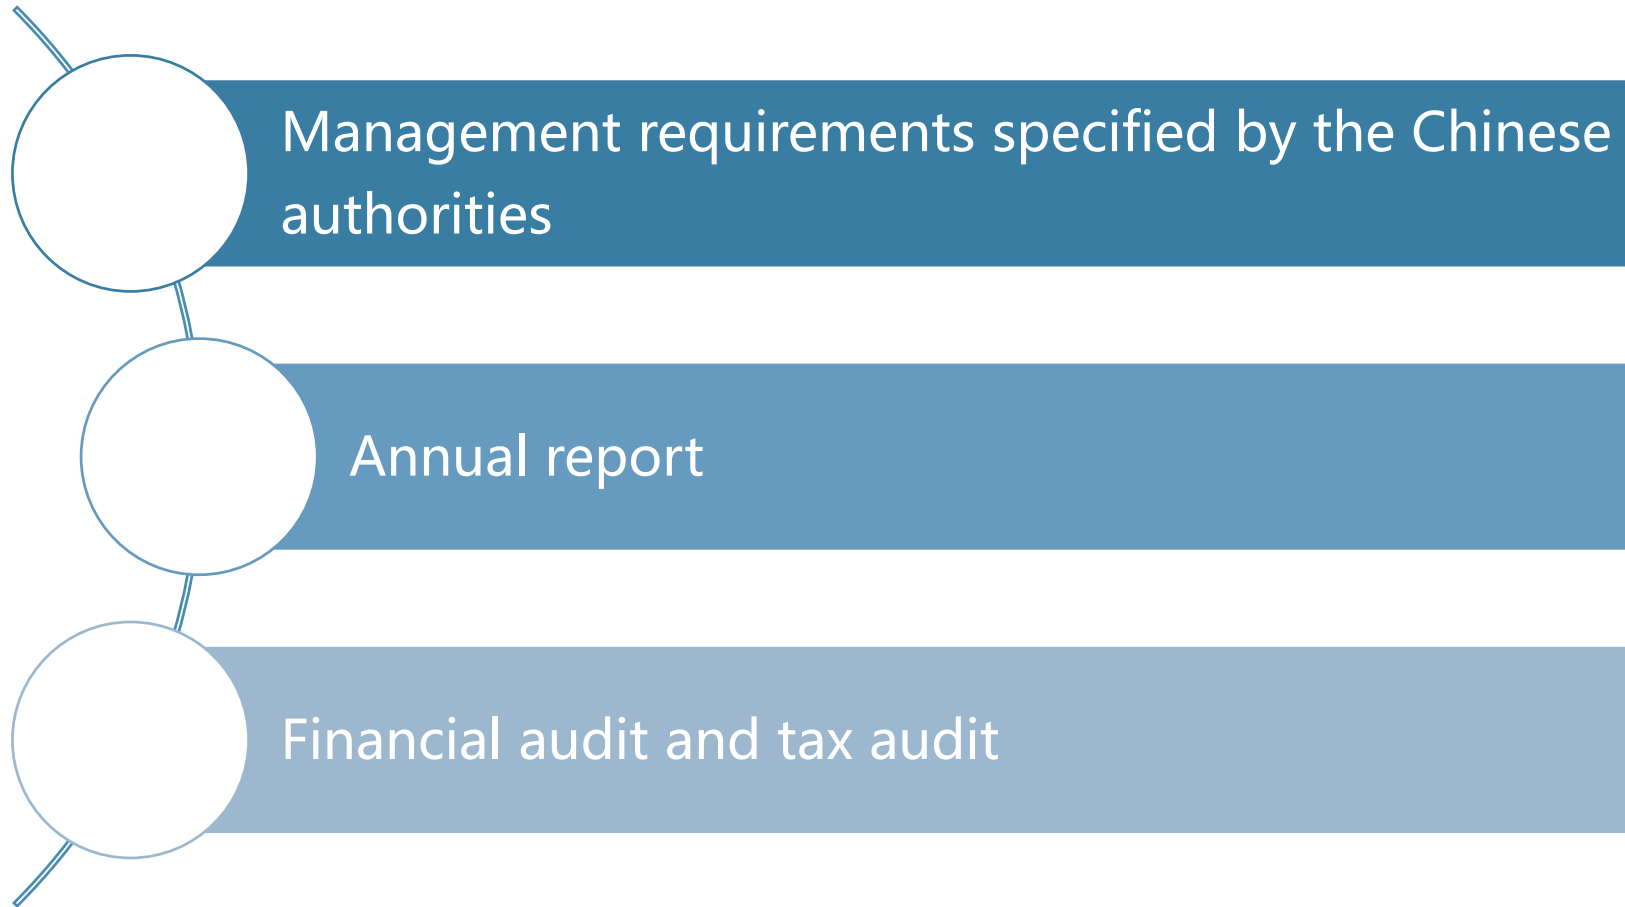 Management requirements specified by the Chinese
authorities
Annual report
Financial audit and tax audit